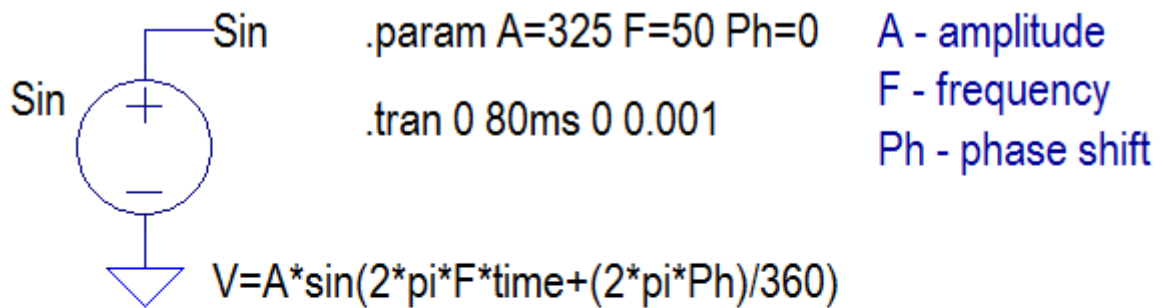 Sin
.param A=325 F=50 Ph=0
A - amplitude
Sin
F - frequency
.tran 0 80ms 0 0.001
Ph - phase shift
V=A*sin(2*pi*F*time+(2*pi*Ph)/360)